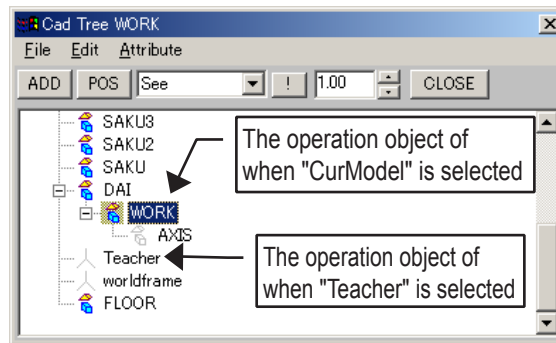 Cad Tree WORK
File Edit Attribute
ADD POS See ! 1.00 CLOSE
SAKU3
SAKU2
SAKU
DAI
WORK
AXIS
Teacher
worldframe
FLOOR
The operation object of
when "CurModel" is selected
The operation object of
when "Teacher" is selected